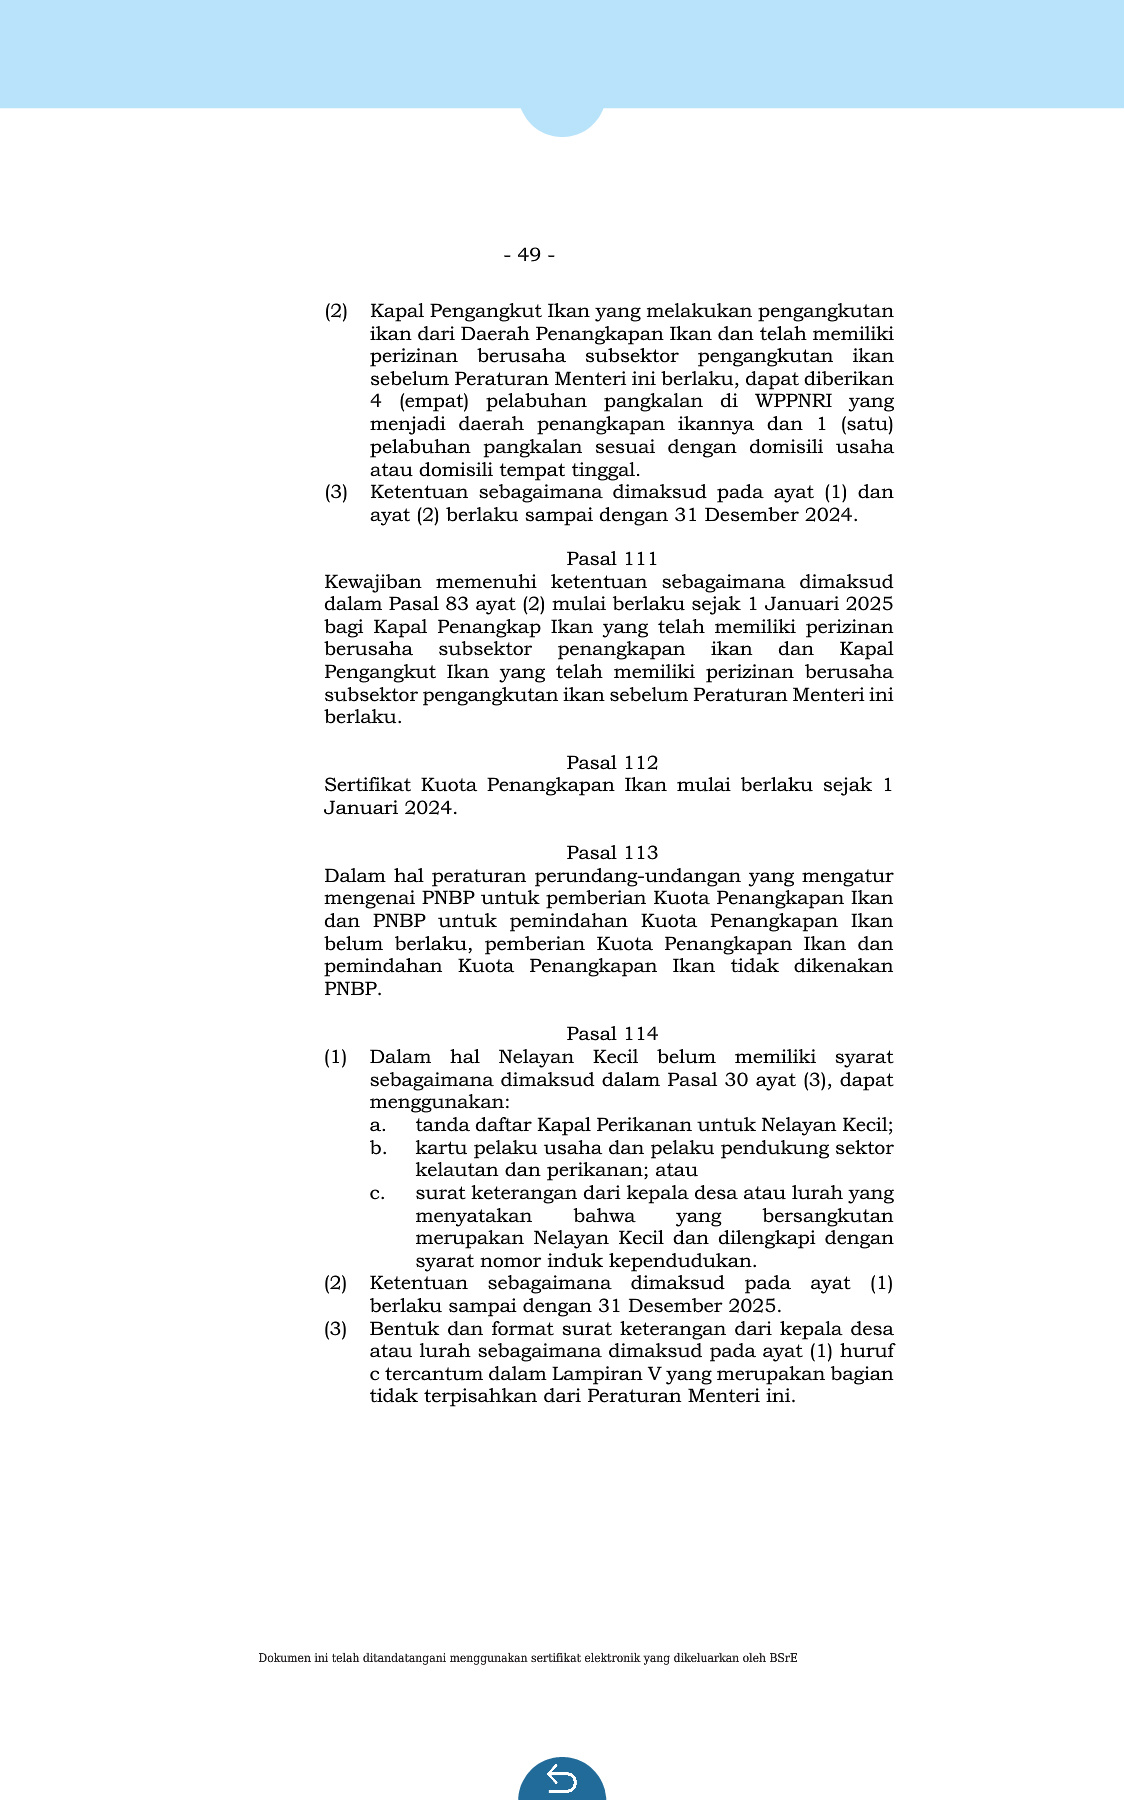 - 49 -
(2) Kapal Pengangkut Ikan yang melakukan pengangkutan
ikan dari Daerah Penangkapan Ikan dan telah memiliki
perizinan berusaha subsektor pengangkutan ikan
sebelum Peraturan Menteri ini berlaku, dapat diberikan
4 (empat) pelabuhan pangkalan di WPPNRI yang
menjadi daerah penangkapan ikannya dan 1 (satu)
pelabuhan pangkalan sesuai dengan domisili usaha
atau domisili tempat tinggal.
(3) Ketentuan sebagaimana dimaksud pada ayat (1) dan
ayat (2) berlaku sampai dengan 31 Desember 2024.
Pasal 111
Kewajiban memenuhi ketentuan sebagaimana dimaksud
dalam Pasal 83 ayat (2) mulai berlaku sejak 1 Januari 2025
bagi Kapal Penangkap Ikan yang telah memiliki perizinan
berusaha subsektor penangkapan ikan dan Kapal
Pengangkut Ikan yang telah memiliki perizinan berusaha
subsektor pengangkutan ikan sebelum Peraturan Menteri ini
berlaku.
Pasal 112
Sertifikat Kuota Penangkapan Ikan mulai berlaku sejak 1
Januari 2024.
Pasal 113
Dalam hal peraturan perundang-undangan yang mengatur
mengenai PNBP untuk pemberian Kuota Penangkapan Ikan
dan PNBP untuk pemindahan Kuota Penangkapan Ikan
belum berlaku, pemberian Kuota Penangkapan Ikan dan
pemindahan Kuota Penangkapan Ikan tidak dikenakan
PNBP.
Pasal 114
(1) Dalam hal Nelayan Kecil belum memiliki syarat
sebagaimana dimaksud dalam Pasal 30 ayat (3), dapat
menggunakan:
a. tanda daftar Kapal Perikanan untuk Nelayan Kecil;
b. kartu pelaku usaha dan pelaku pendukung sektor
kelautan dan perikanan; atau
c. surat keterangan dari kepala desa atau lurah yang
menyatakan bahwa yang bersangkutan
merupakan Nelayan Kecil dan dilengkapi dengan
syarat nomor induk kependudukan.
(2) Ketentuan sebagaimana dimaksud pada ayat (1)
berlaku sampai dengan 31 Desember 2025.
(3) Bentuk dan format surat keterangan dari kepala desa
atau lurah sebagaimana dimaksud pada ayat (1) huruf
c tercantum dalam Lampiran V yang merupakan bagian
tidak terpisahkan dari Peraturan Menteri ini.
Dokumen ini telah ditandatangani menggunakan sertifikat elektronik yang dikeluarkan oleh BSrE